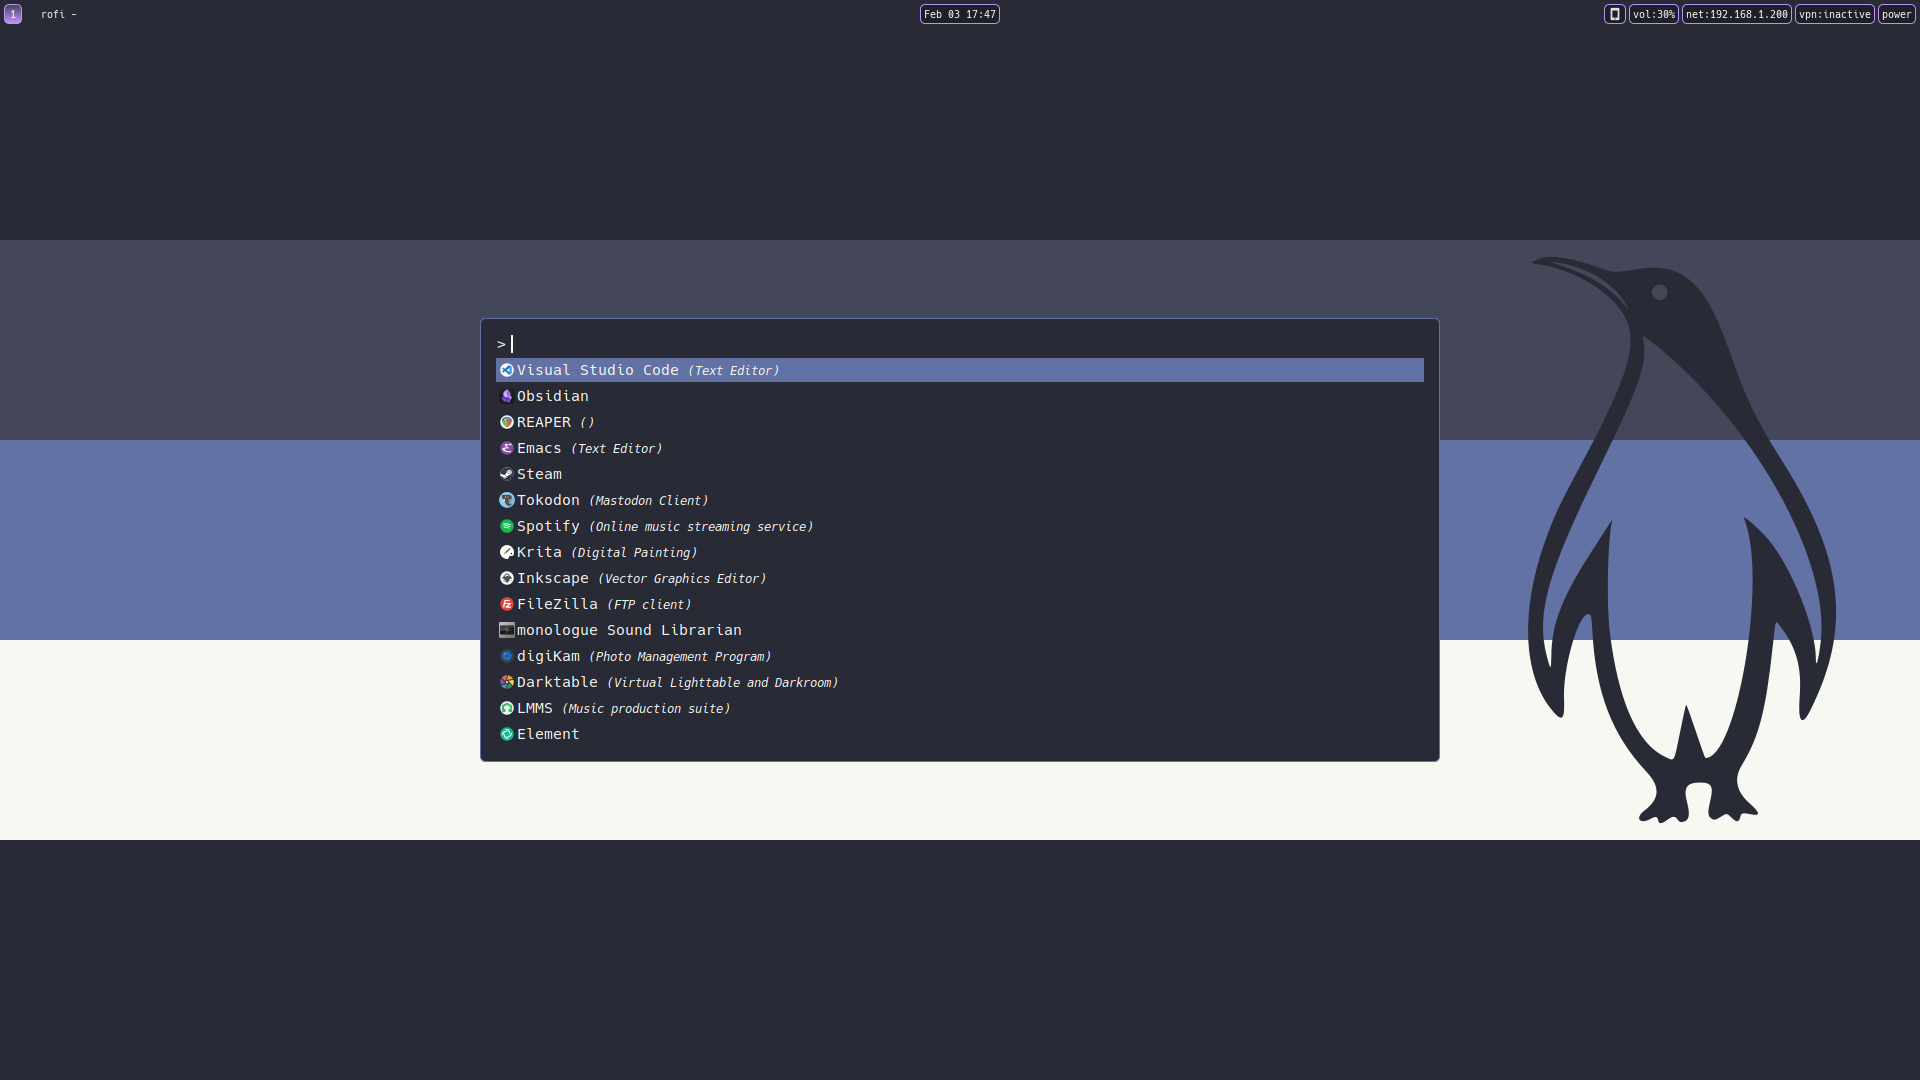 1 rofi - Feb 03 17:47 vol:30% net:192.168.1.200 vpn:inactive power
>
Visual Studio Code (Text Editor)
Obsidian
REAPER ()
Emacs (Text Editor)
Steam
Tokodon (Mastodon Client)
Spotify (Online music streaming service)
Krita (Digital Painting)
Inkscape (Vector Graphics Editor)
FileZilla (FTP client)
monologue Sound Librarian
digiKam (Photo Management Program)
Darktable (Virtual Lighttable and Darkroom)
LMMS (Music production suite)
Element